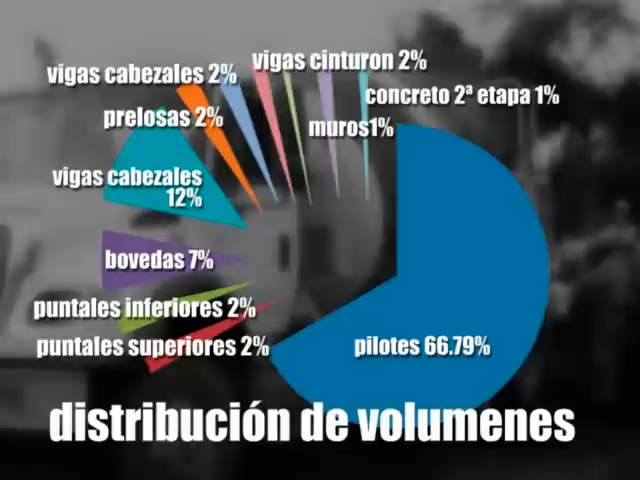 vigas cinturon 2%
vigas cabezales 2%
concreto 2ª etapa 1%
prelosas 2%
muros1%
vigas cabezales
12%
bovedas 7%
puntales inferiores 2%
puntales superiores 2%
pilotes 66.79%
distribución de volumenes